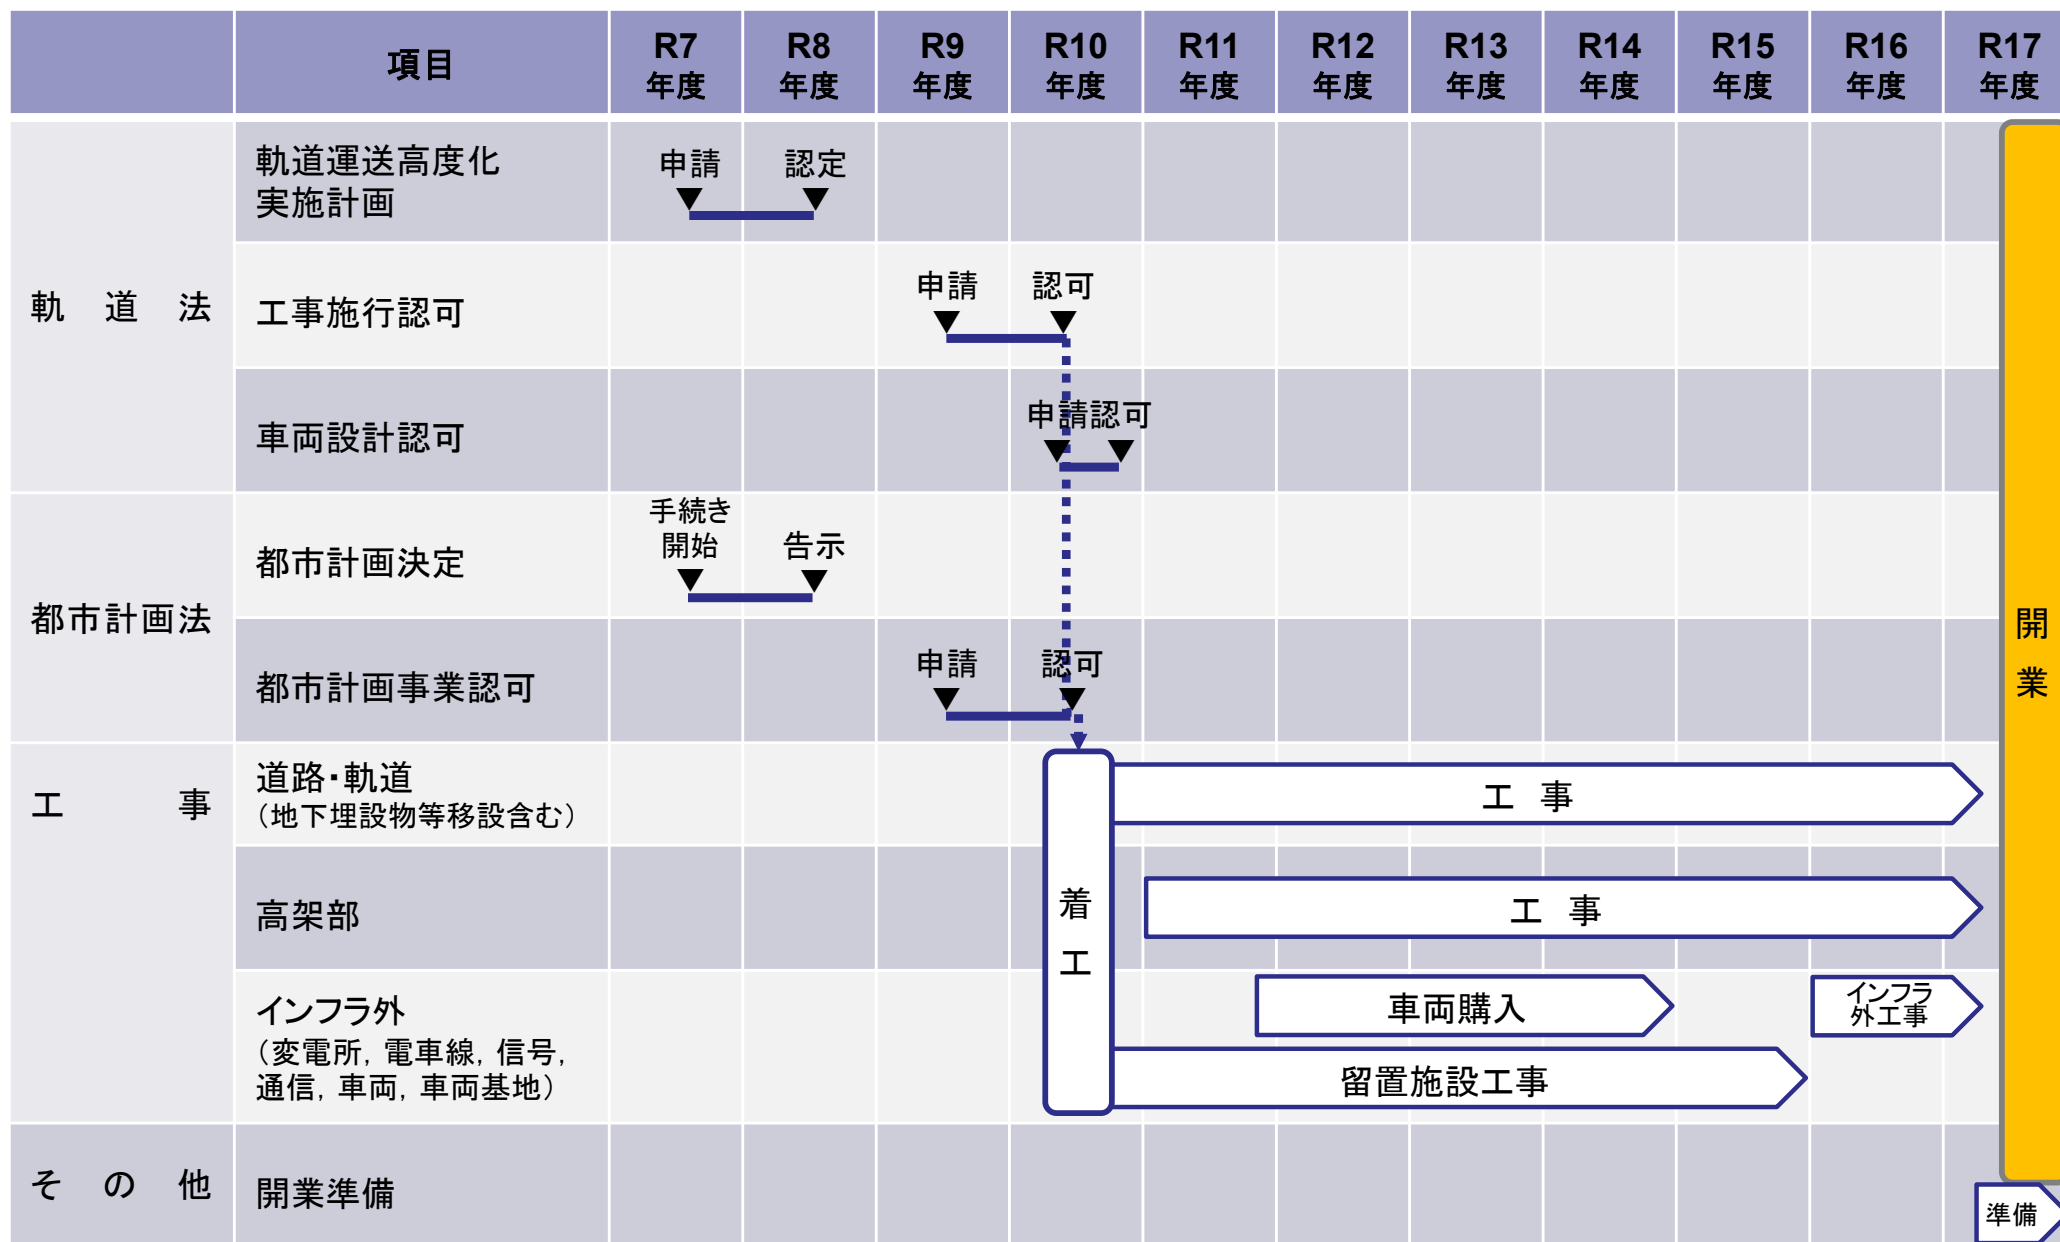 項目
R7
年度
R8
年度
R9
年度
R10
年度
R11
年度
R12
年度
R13
年度
R14
年度
R15
年度
R16
年度
R17
年度
軌道法
軌道運送高度化
実施計画
申請
認定
工事施行認可
申請
認可
車両設計認可
申請認可
都市計画法
都市計画決定
手続き
開始
告示
都市計画事業認可
申請
認可
工事
道路・軌道
（地下埋設物等移設含む）
工 事
高架部
工 事
着
工
インフラ外
（変電所，電車線，信号，
通信，車両，車両基地）
車両購入
インフラ
外工事
留置施設工事
その他
開業準備
準備
開
業